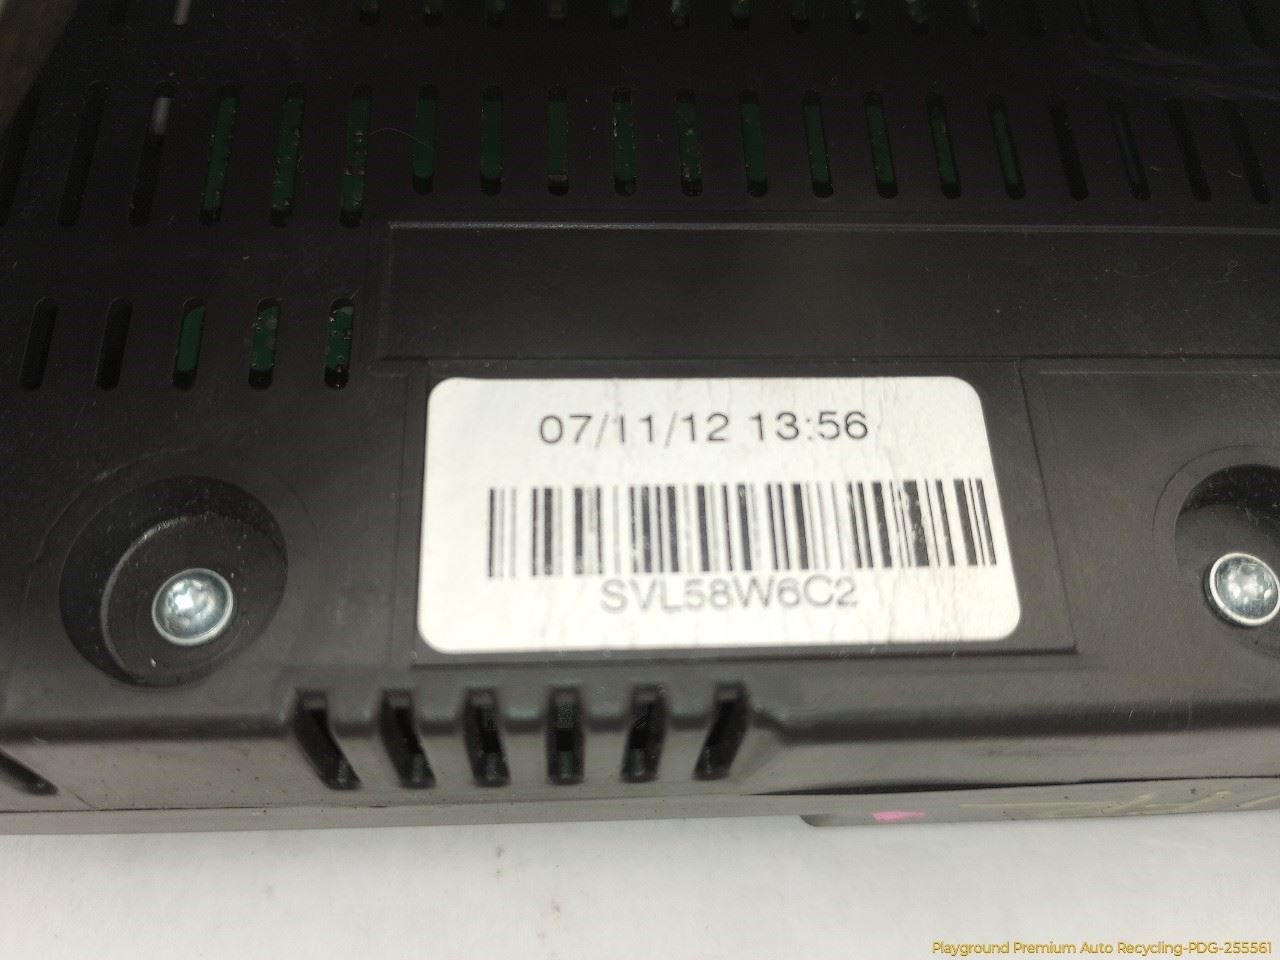 07/11/12 13:56
SVL58W6C2
Playground Premium Auto Recycling-PDG-255561